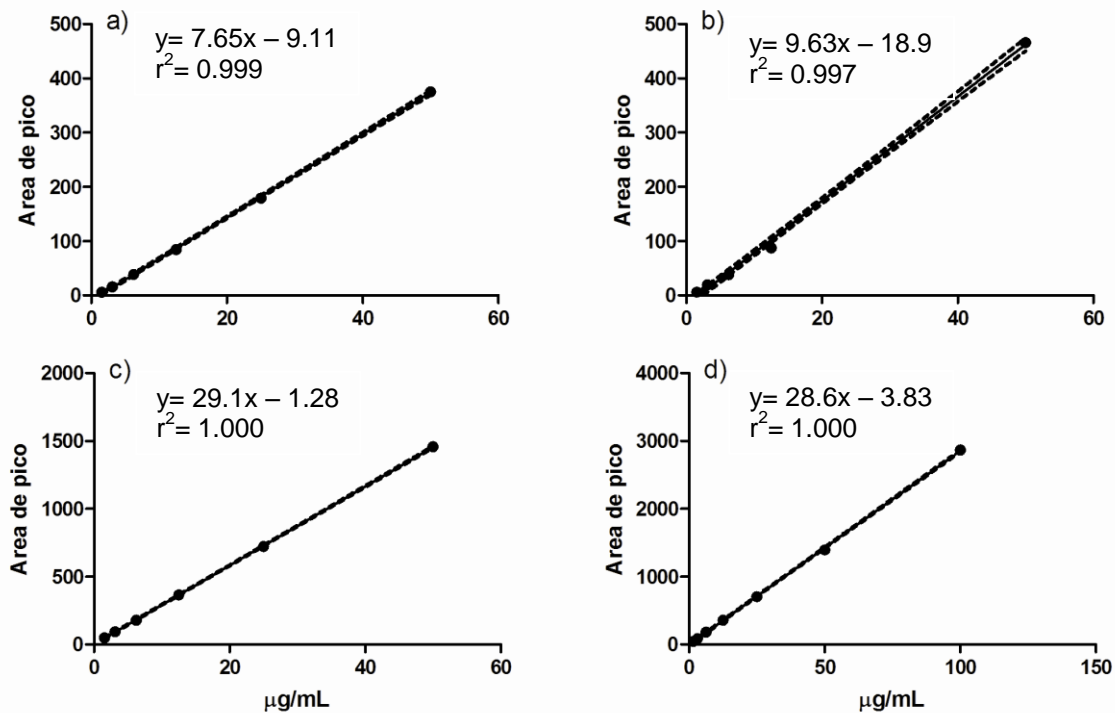 a)
y= 7.65x – 9.11
r²= 0.999
Area de pico
500
400
300
200
100
0
0 20 40 60
b)
y= 9.63x – 18.9
r²= 0.997
Area de pico
500
400
300
200
100
0
0 20 40 60
c)
y= 29.1x – 1.28
r²= 1.000
Area de pico
2000
1500
1000
500
0
0 20 40 60
µg/mL
d)
y= 28.6x – 3.83
r²= 1.000
Area de pico
4000
3000
2000
1000
0
0 50 100 150
µg/mL